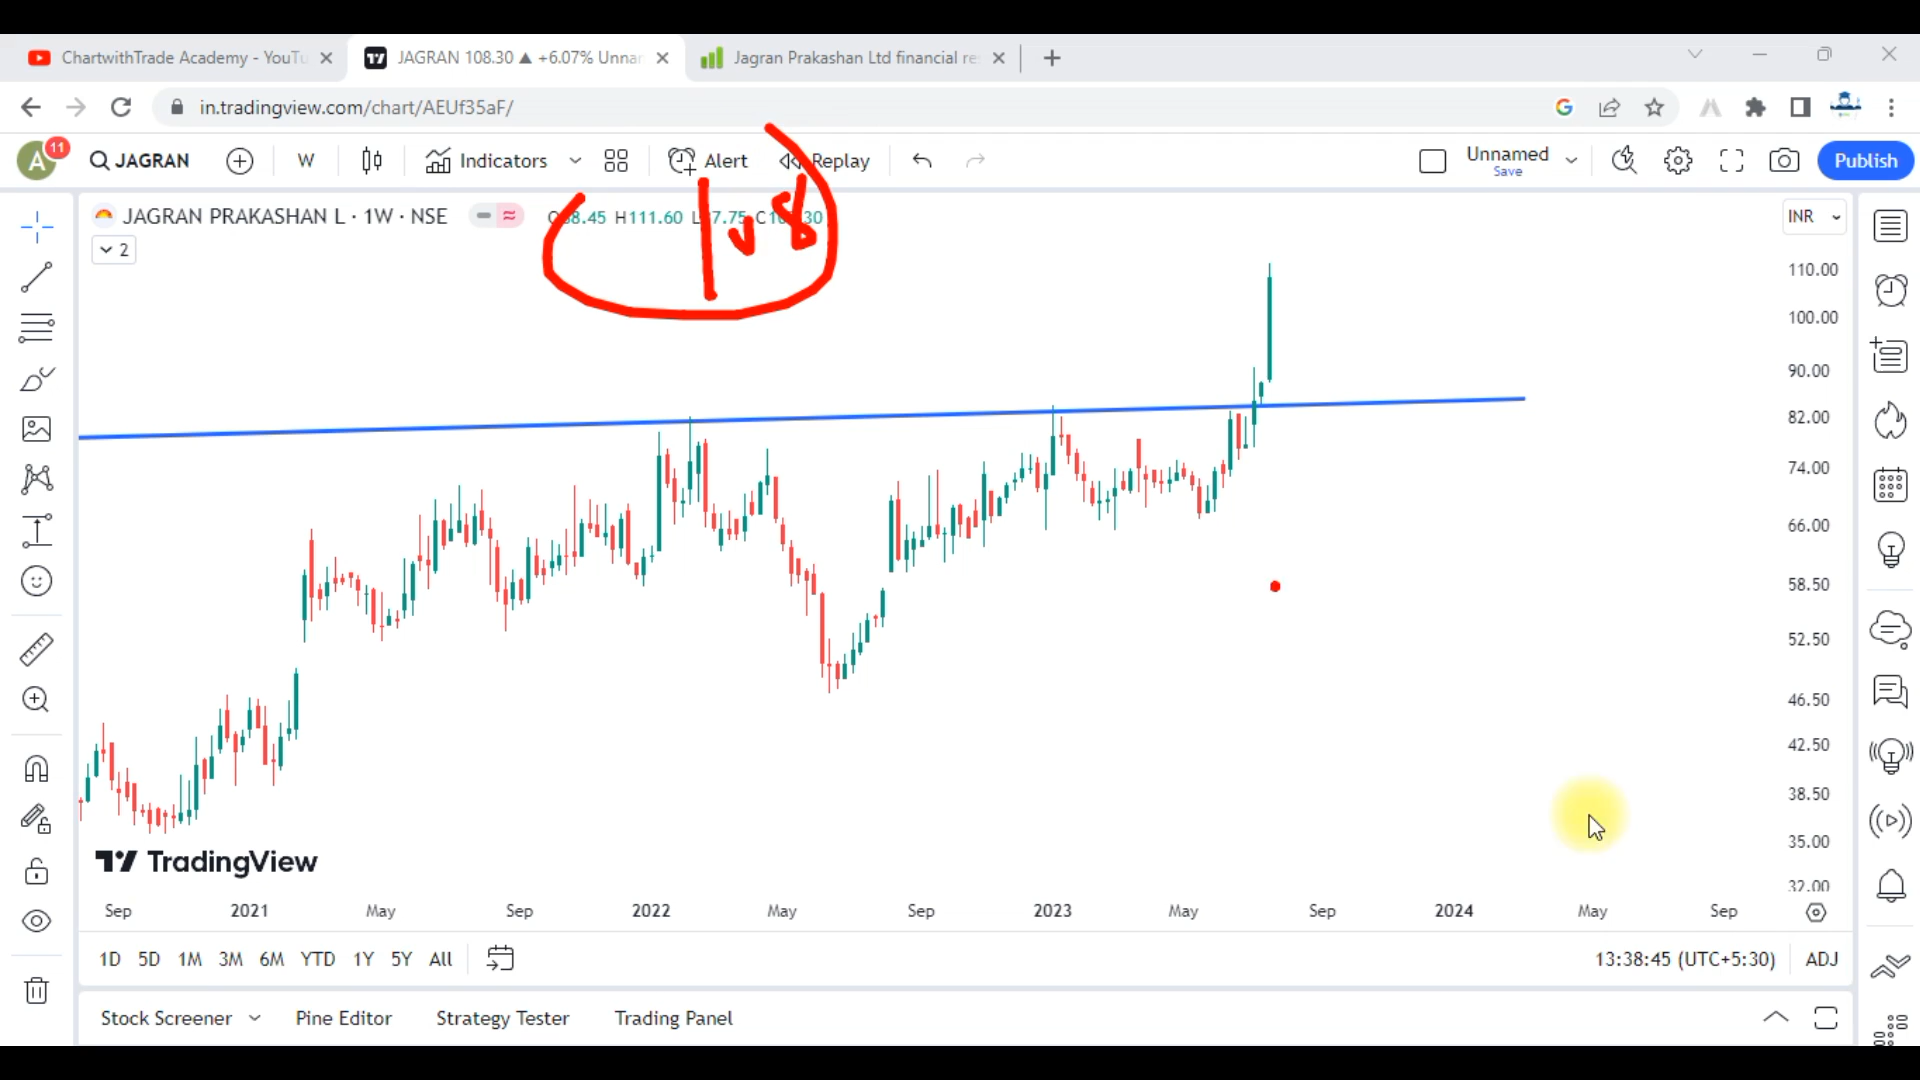 ChartwithTrade Academy - YouTu
JAGRAN 108.30 ▲ +6.07% Unnar
Jagran Prakashan Ltd financial re
in.tradingview.com/chart/AEUf35aF/
A
11
JAGRAN
W
Indicators
Alert
Replay
Unnamed
Save
Publish
JAGRAN PRAKASHAN L · 1W · NSE
H111.60
2
INR
110.00
100.00
90.00
82.00
74.00
66.00
58.50
52.50
46.50
42.50
38.50
35.00
32.00
TradingView
Sep 2021 May Sep 2022 May Sep 2023 May Sep 2024 May Sep
1D 5D 1M 3M 6M YTD 1Y 5Y All
13:38:45 (UTC+5:30) ADJ
Stock Screener Pine Editor Strategy Tester Trading Panel